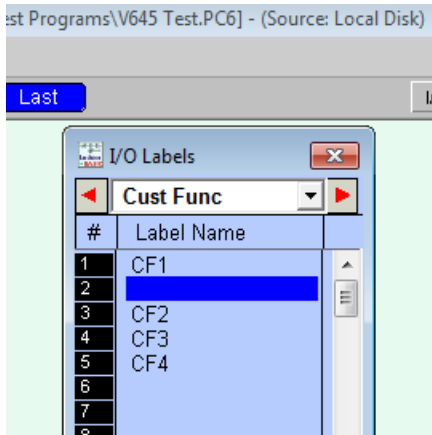 est Programs\V645 Test.PC6] - (Source: Local Disk)
Last
I/O Labels
Cust Func
# Label Name
1 CF1
2
3 CF2
4 CF3
5 CF4
6
7
8